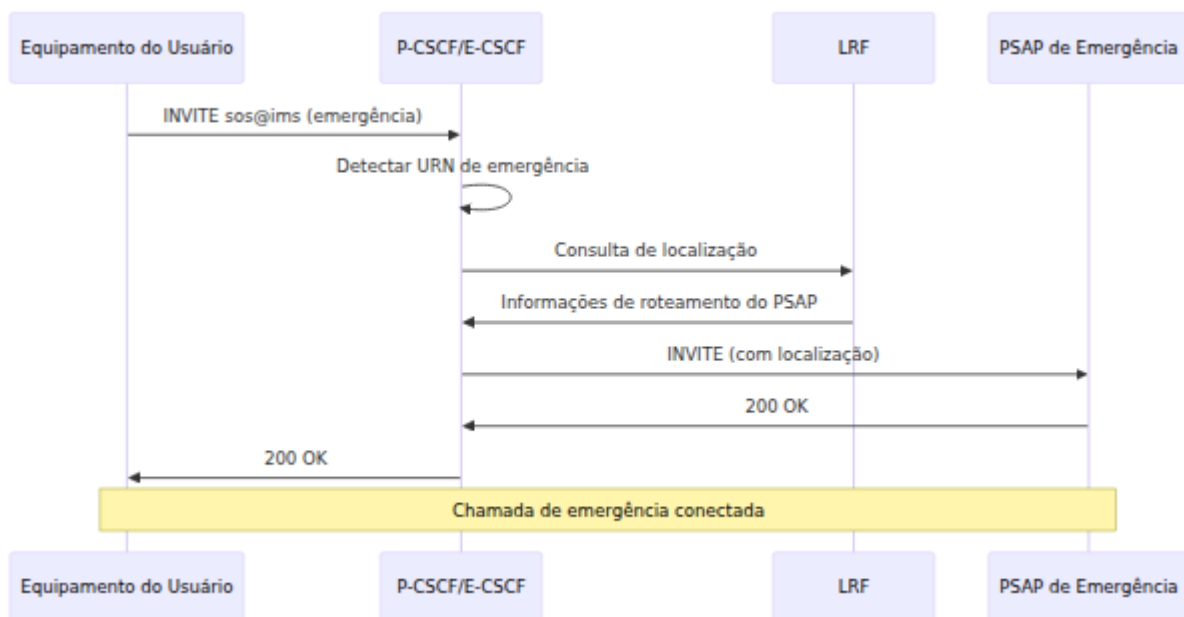 Equipamento do Usuário
P-CSCF/E-CSCF
LRF
PSAP de Emergência
INVITE sos@ims (emergência)
Detectar URN de emergência
Consulta de localização
Informações de roteamento do PSAP
INVITE (com localização)
200 OK
200 OK
Chamada de emergência conectada
Equipamento do Usuário
P-CSCF/E-CSCF
LRF
PSAP de Emergência